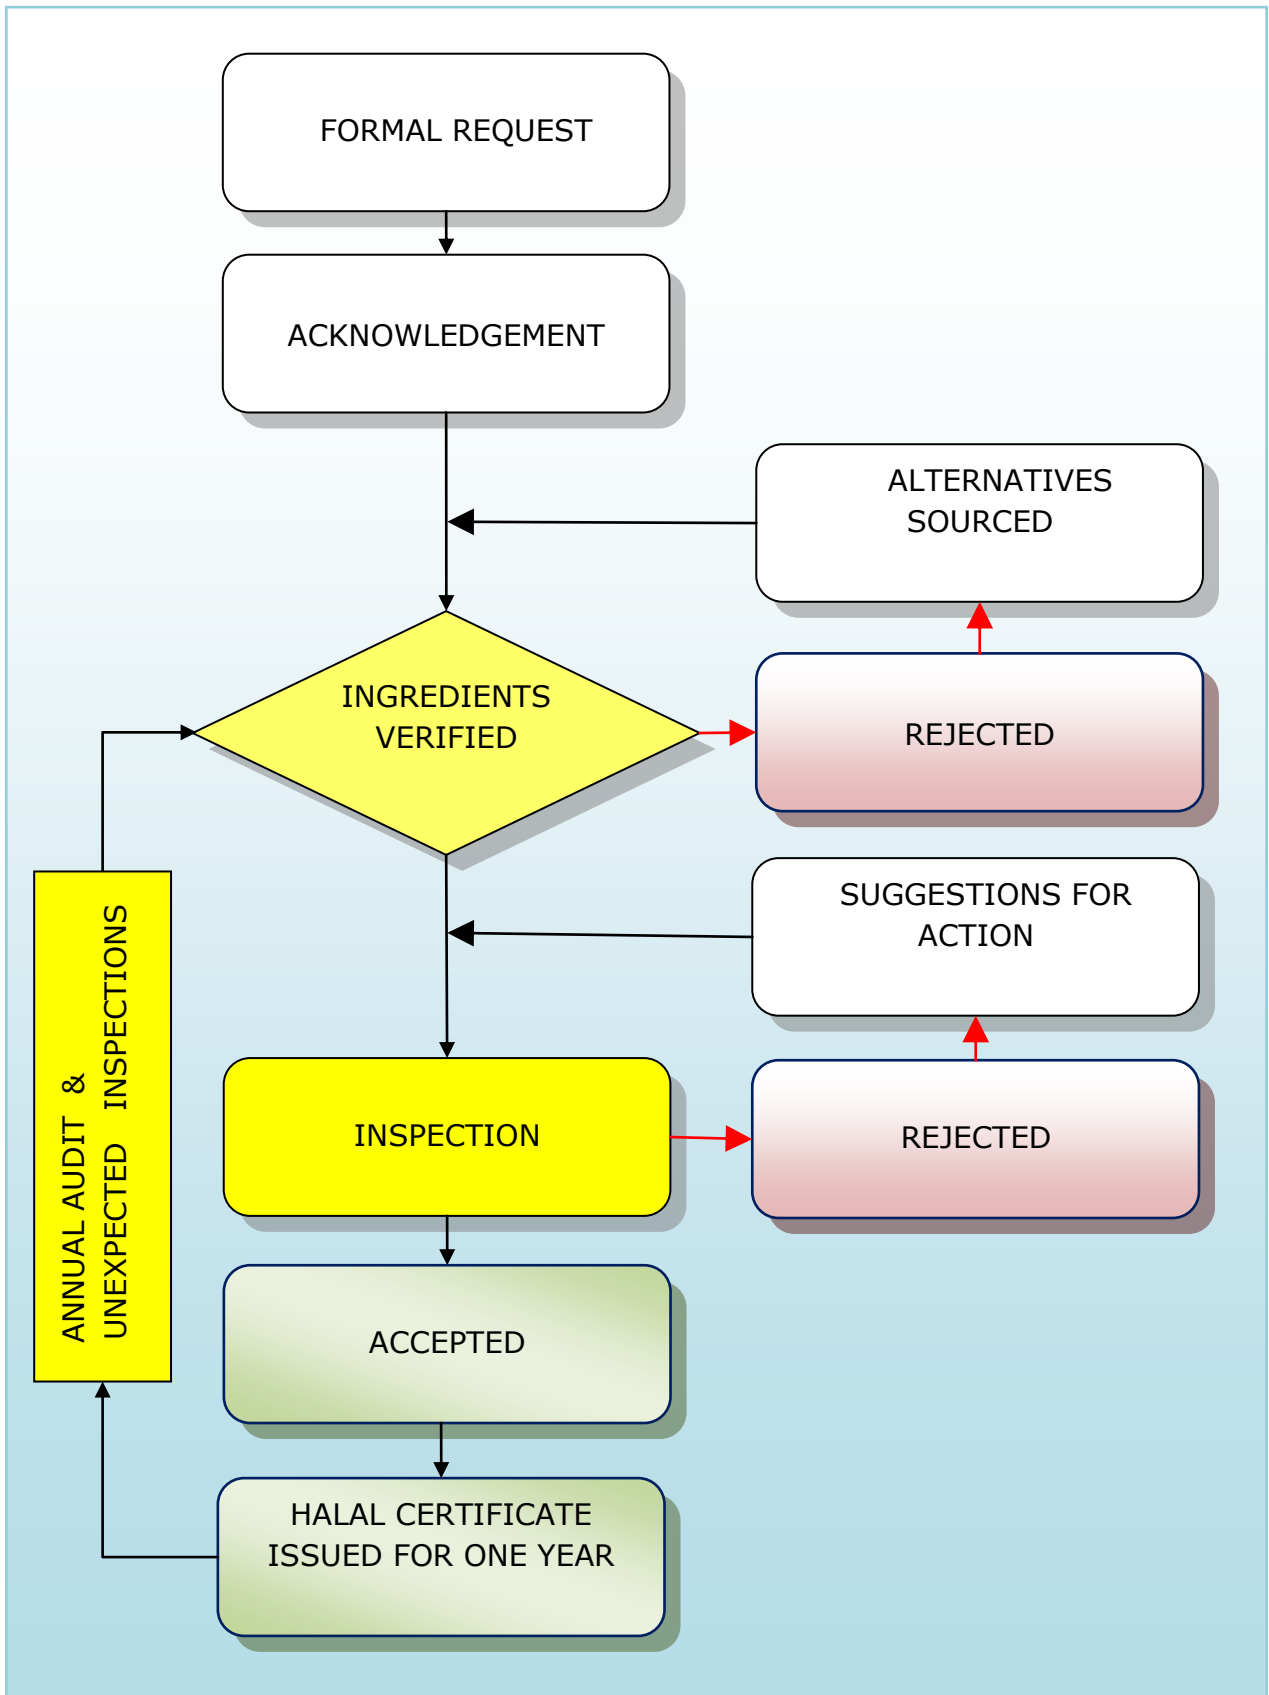 FORMAL REQUEST
ACKNOWLEDGEMENT
ALTERNATIVES
SOURCED
INGREDIENTS
VERIFIED
REJECTED
SUGGESTIONS FOR
ACTION
ANNUAL AUDIT &
UNEXPECTED INSPECTIONS
INSPECTION
REJECTED
ACCEPTED
HALAL CERTIFICATE
ISSUED FOR ONE YEAR